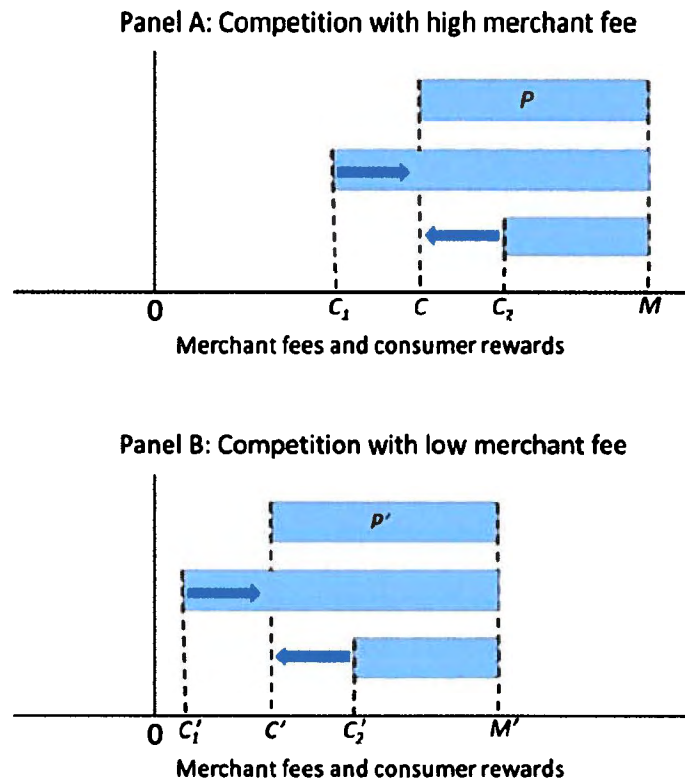 Panel A: Competition with high merchant fee
P
0 C₁ C C₂ M
Merchant fees and consumer rewards
Panel B: Competition with low merchant fee
P'
0 C₁' C' C₂' M'
Merchant fees and consumer rewards